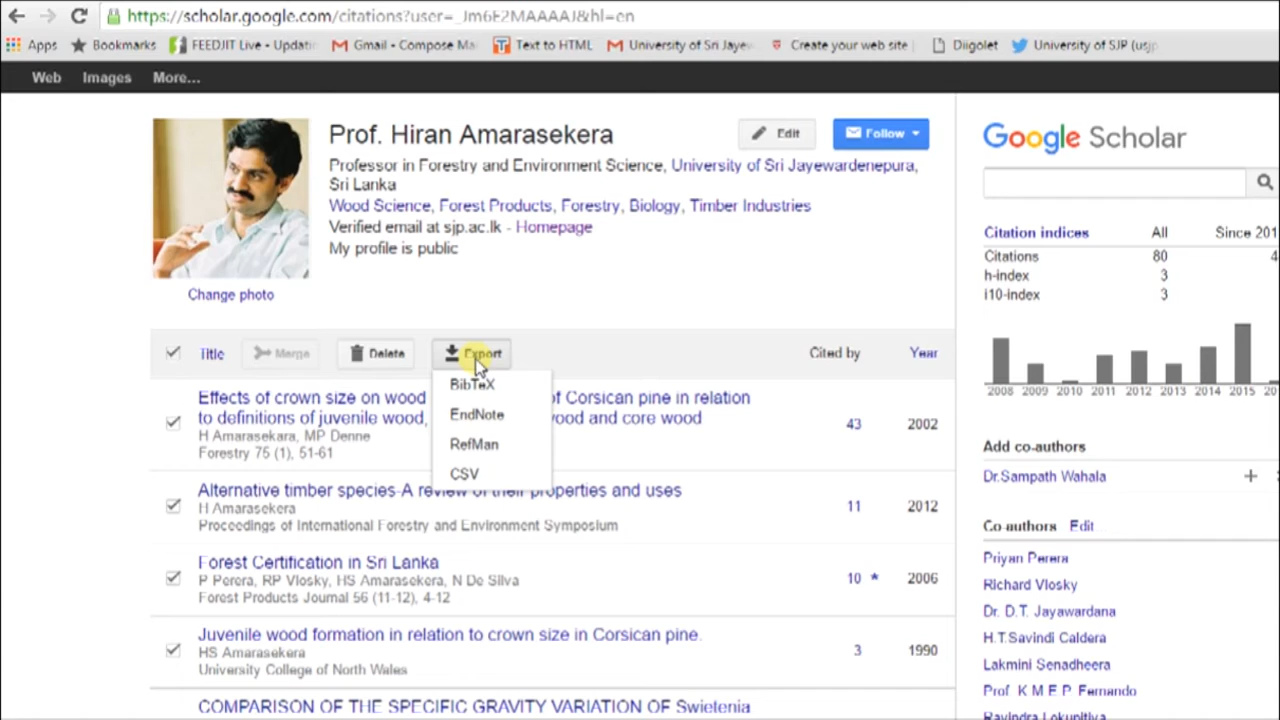 https://scholar.google.com/citations?user=_Jm6E2MAAAAJ&hl=en
Apps Bookmarks FEEDJIT Live - Updati Gmail - Compose Ma Text to HTML University of Sri Jaye Create your web site Diigolet University of SJP (usjp
Web Images More...
Prof. Hiran Amarasekera
Edit
Follow
Professor in Forestry and Environment Science, University of Sri Jayewardenepura,
Sri Lanka
Wood Science, Forest Products, Forestry, Biology, Timber Industries
Verified email at sjp.ac.lk - Homepage
My profile is public
Change photo
Title Merge Delete Export Cited by Year
BibTeX
EndNote
RefMan
CSV
Effects of crown size on wood of Corsican pine in relation
to definitions of juvenile wood, wood and core wood
H Amarasekara, MP Denne
Forestry 75 (1), 51-61
43 2002
Alternative timber species-A review of their properties and uses
H Amarasekera
Proceedings of International Forestry and Environment Symposium
11 2012
Forest Certification in Sri Lanka
P Perera, RP Vlosky, HS Amarasekera, N De Silva
Forest Products Journal 56 (11-12), 4-12
10 * 2006
Juvenile wood formation in relation to crown size in Corsican pine.
HS Amarasekera
University College of North Wales
3 1990
COMPARISON OF THE SPECIFIC GRAVITY VARIATION OF Swietenia
Google Scholar
Citation indices All Since 201
Citations 80 4
h-index 3
i10-index 3
2008 2009 2010 2011 2012 2013 2014 2015
Add co-authors
Dr.Sampath Wahala
Co-authors Edit
Priyan Perera
Richard Vlosky
Dr. D.T. Jayawardana
H.T.Savindi Caldera
Lakmini Senadheera
Prof. K.M.E.P. Fernando
Ravindra Lokupitiya